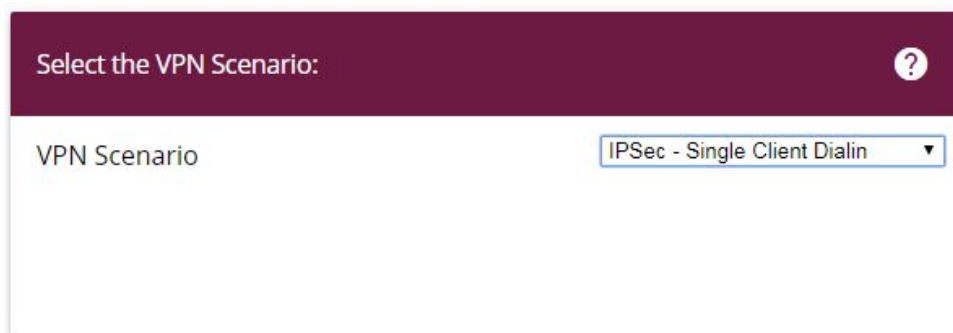 Select the VPN Scenario:
?
VPN Scenario
IPSec - Single Client Dialin